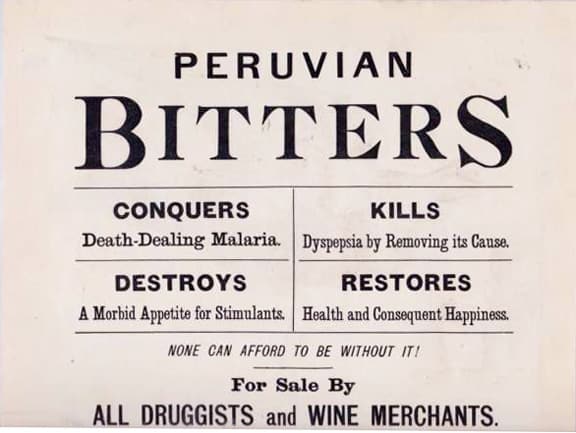 PERUVIAN
BITTERS
CONQUERS
Death-Dealing Malaria.
KILLS
Dyspepsia by Removing its Cause.
DESTROYS
A Morbid Appetite for Stimulants.
RESTORES
Health and Consequent Happiness.
NONE CAN AFFORD TO BE WITHOUT IT!
For Sale By
ALL DRUGGISTS and WINE MERCHANTS.